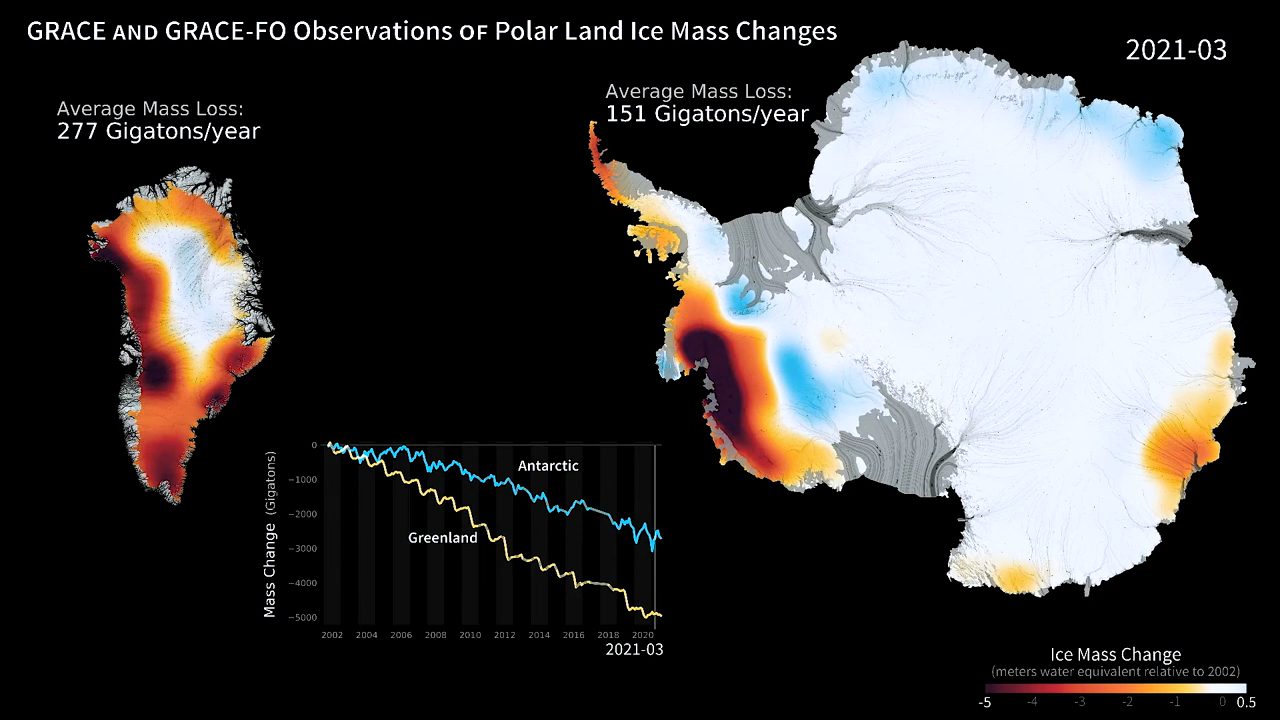 GRACE AND GRACE-FO Observations OF Polar Land Ice Mass Changes
2021-03
Average Mass Loss:
277 Gigatons/year
Average Mass Loss:
151 Gigatons/year
Mass Change (Gigatons)
0
−1000
−2000
−3000
−4000
−5000
Antarctic
Greenland
2002 2004 2006 2008 2010 2012 2014 2016 2018 2020
2021-03
Ice Mass Change
(meters water equivalent relative to 2002)
-5 -4 -3 -2 -1 0 0.5